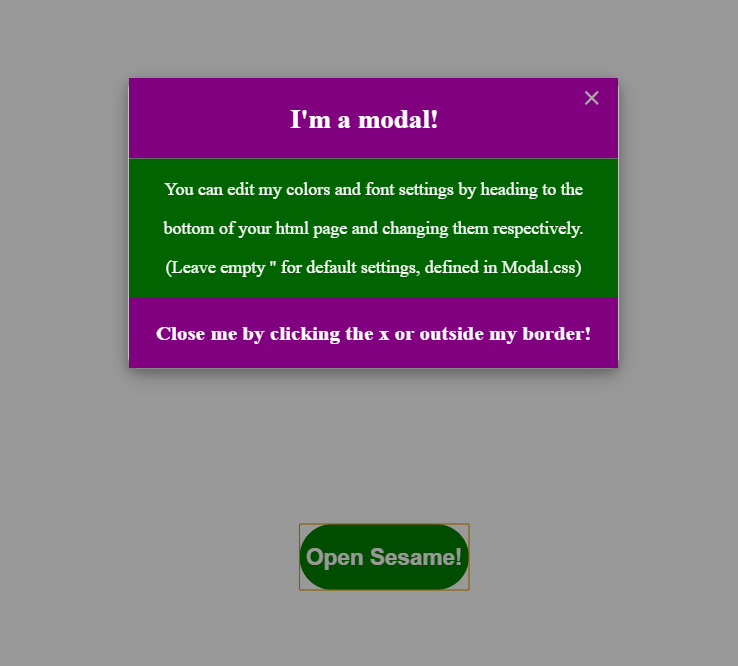 I'm a modal!
×
You can edit my colors and font settings by heading to the
bottom of your html page and changing them respectively.
(Leave empty '' for default settings, defined in Modal.css)
Close me by clicking the x or outside my border!
Open Sesame!